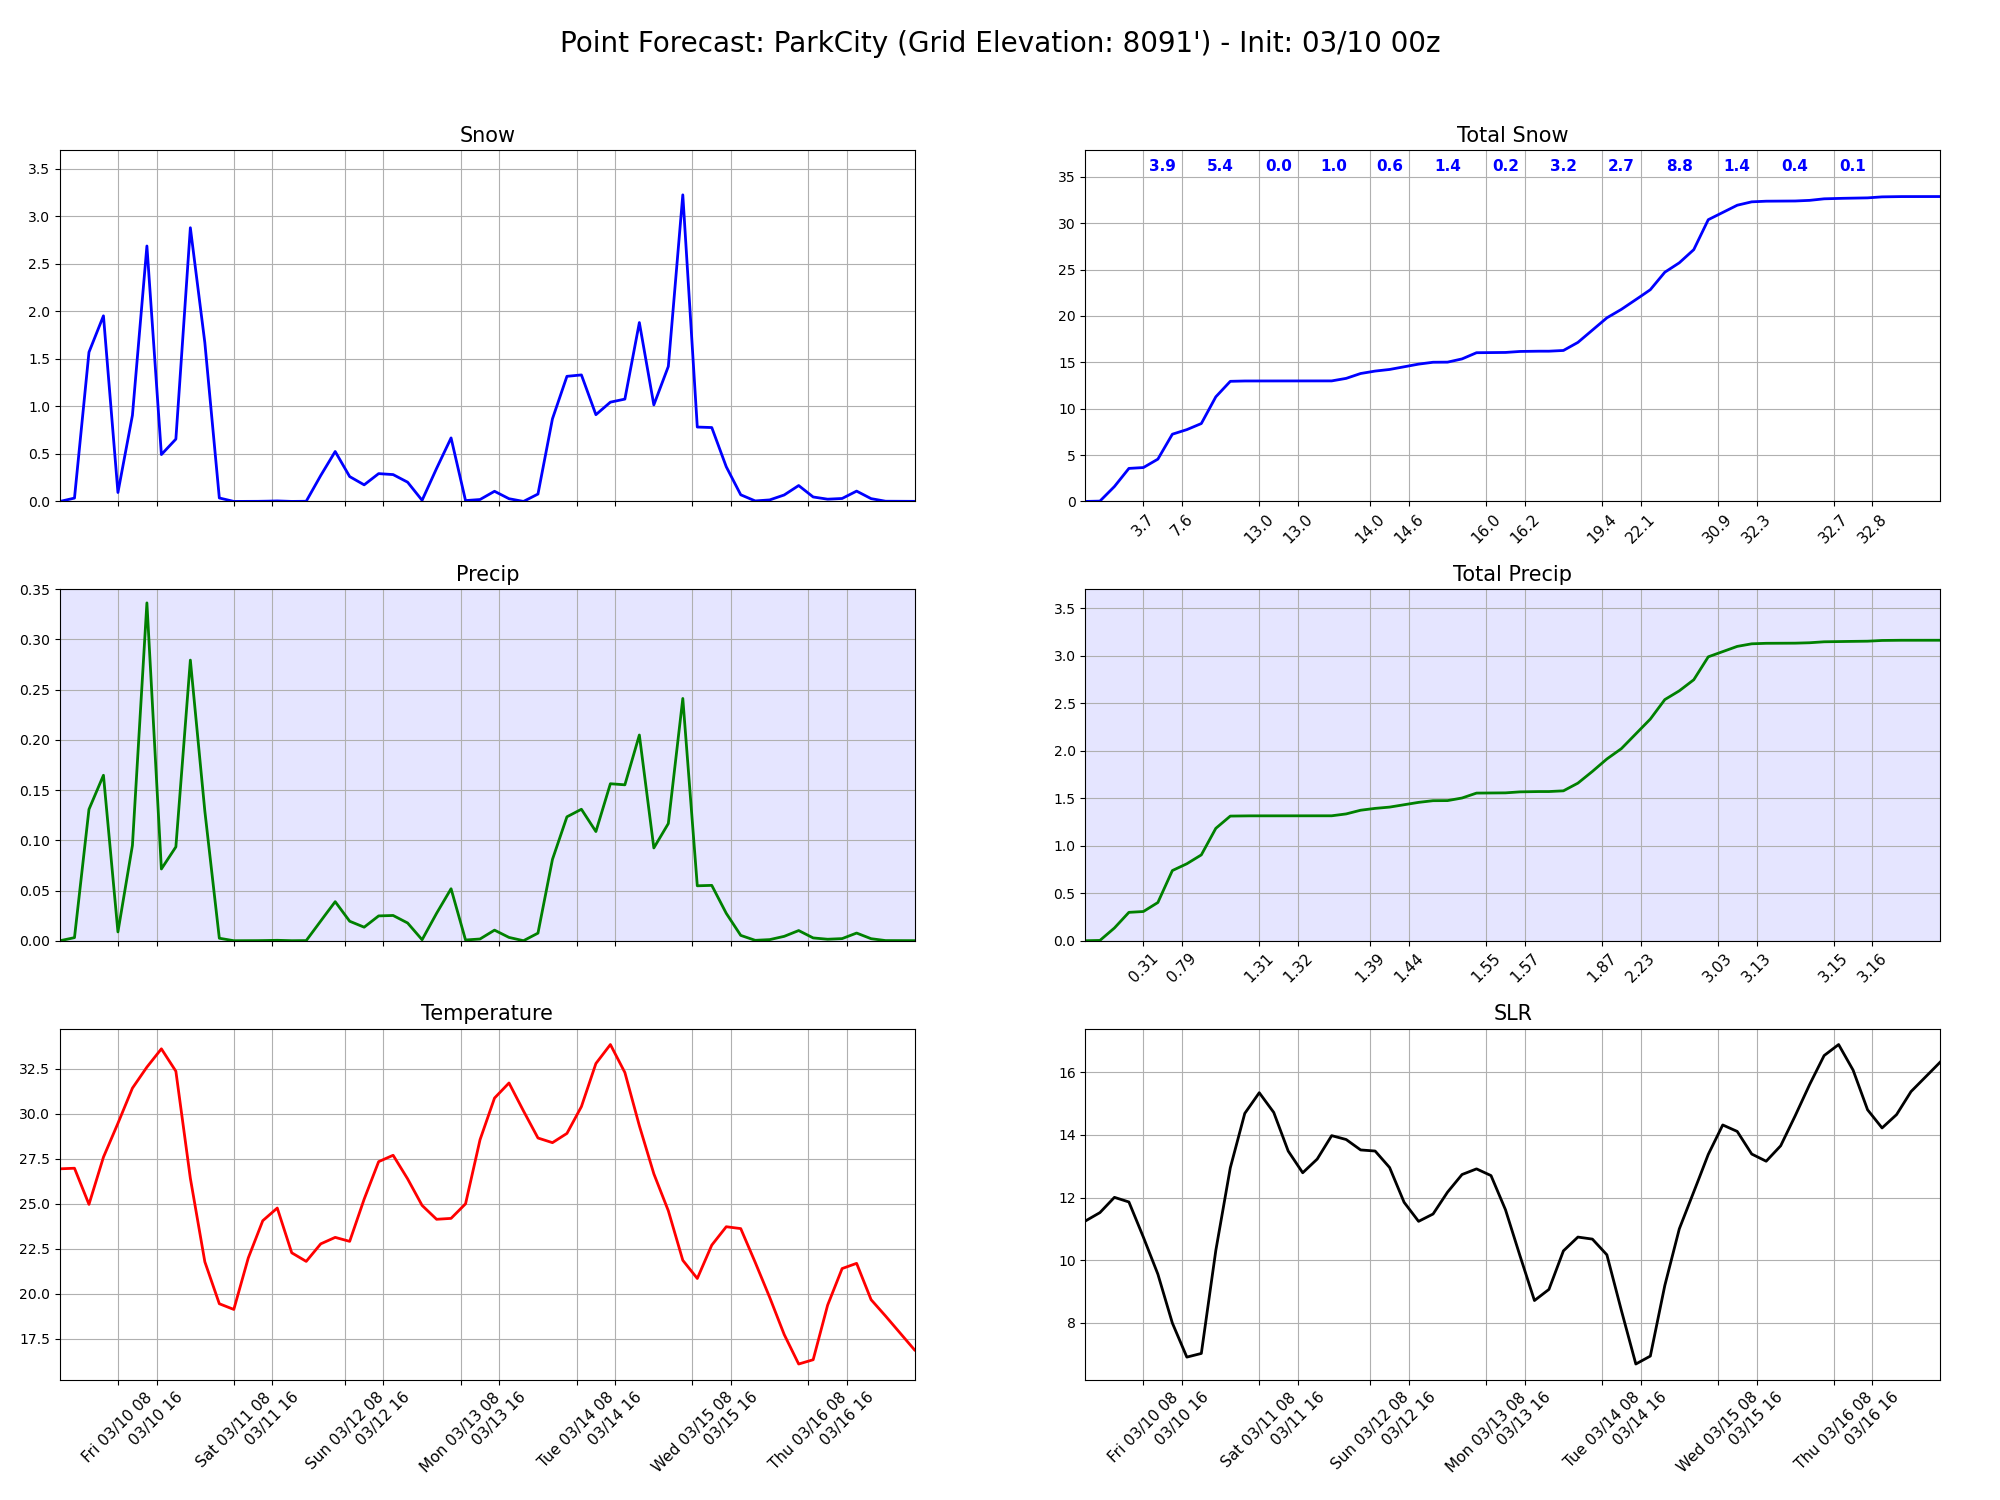 Point Forecast: ParkCity (Grid Elevation: 8091') - Init: 03/10 00z
Snow
3.5
3.0
2.5
2.0
1.5
1.0
0.5
0.0
Total Snow
3.9 5.4 0.0 1.0 0.6 1.4 0.2 3.2 2.7 8.8 1.4 0.4 0.1
35
30
25
20
15
10
5
0
3.7 7.6 13.0 13.0 14.0 14.6 16.0 16.2 19.4 22.1 30.9 32.3 32.7 32.8
Precip
0.35
0.30
0.25
0.20
0.15
0.10
0.05
0.00
Total Precip
3.5
3.0
2.5
2.0
1.5
1.0
0.5
0.0
0.31 0.79 1.31 1.32 1.39 1.44 1.55 1.57 1.87 2.23 3.03 3.13 3.15 3.16
Temperature
32.5
30.0
27.5
25.0
22.5
20.0
17.5
Fri 03/10 08
03/10 16
Sat 03/11 08
03/11 16
Sun 03/12 08
03/12 16
Mon 03/13 08
03/13 16
Tue 03/14 08
03/14 16
Wed 03/15 08
03/15 16
Thu 03/16 08
03/16 16
SLR
16
14
12
10
8
Fri 03/10 08
03/10 16
Sat 03/11 08
03/11 16
Sun 03/12 08
03/12 16
Mon 03/13 08
03/13 16
Tue 03/14 08
03/14 16
Wed 03/15 08
03/15 16
Thu 03/16 08
03/16 16